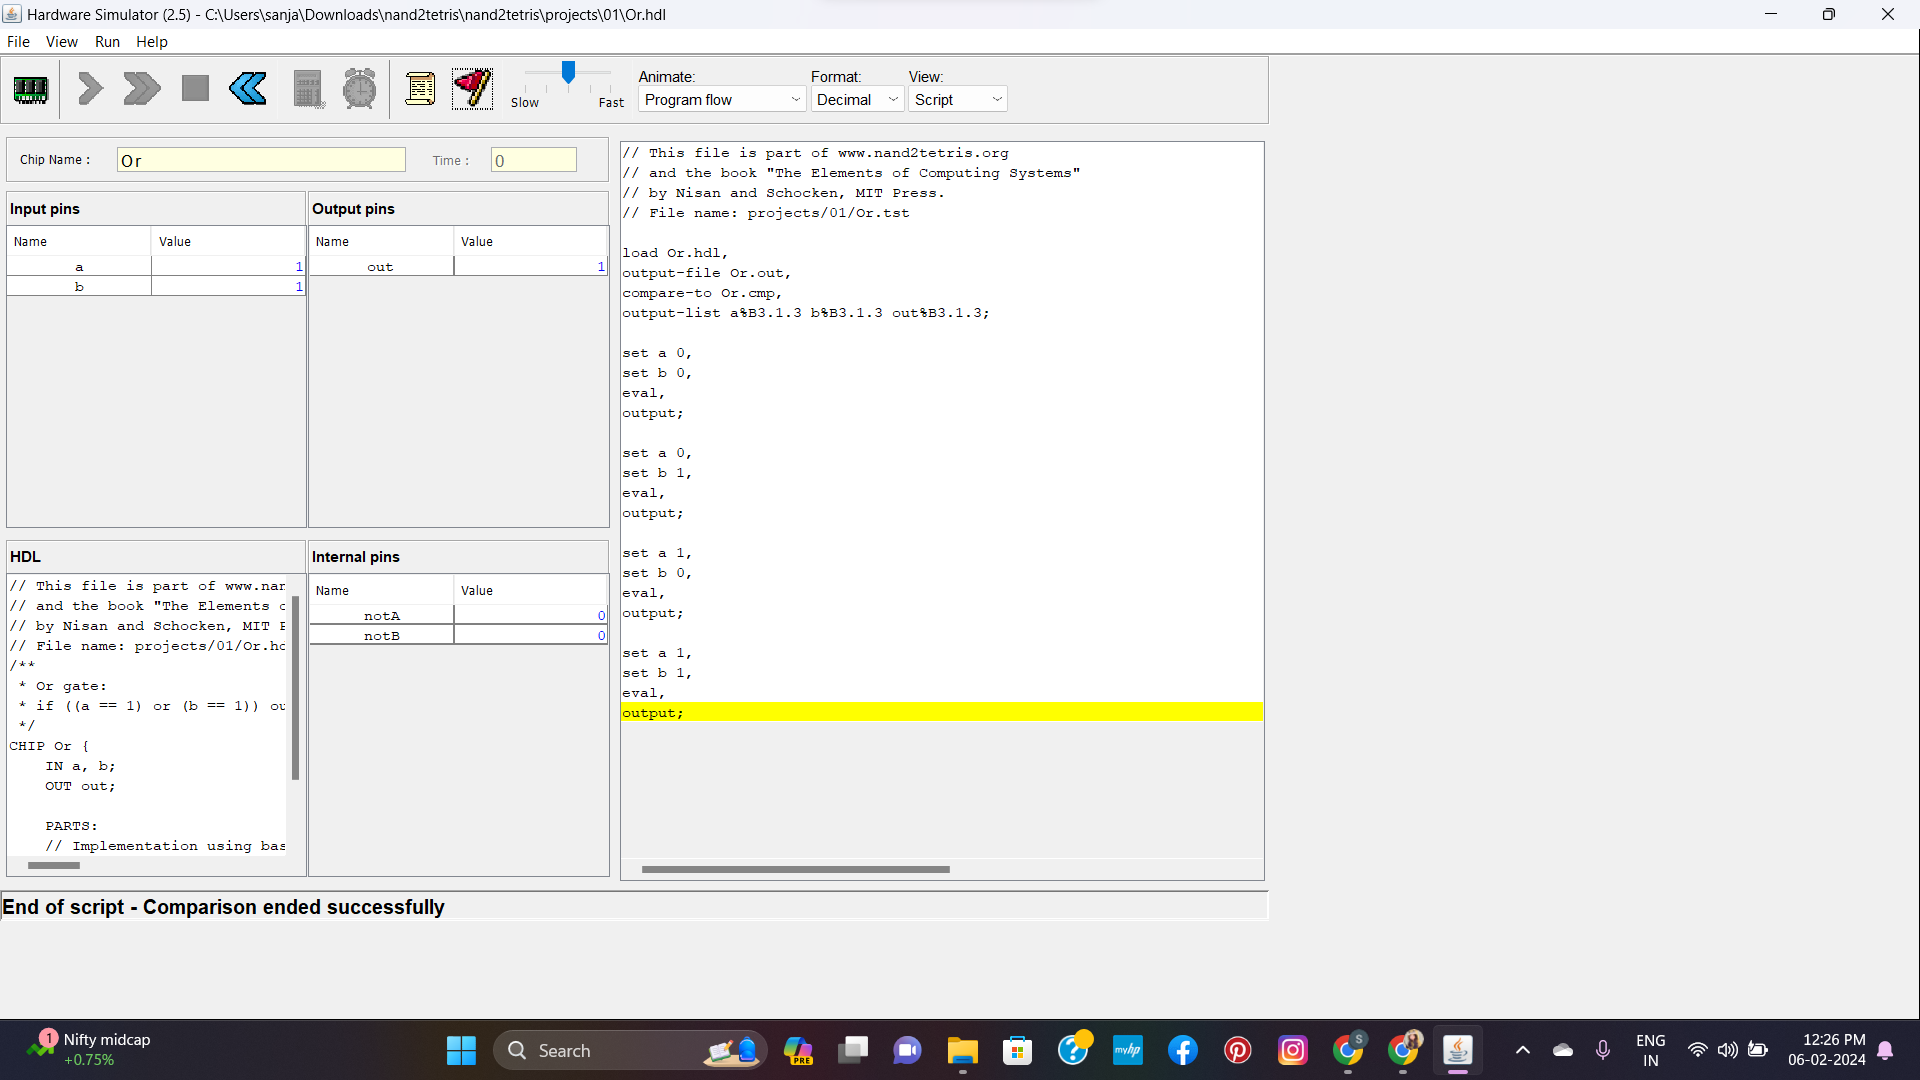 Hardware Simulator (2.5) - C:\Users\sanja\Downloads\nand2tetris\nand2tetris\projects\01\Or.hdl
File View Run Help
Slow Fast
Animate: Format: View:
Program flow Decimal Script
Chip Name : Or Time : 0
Input pins
Name Value
a 1
b 1
Output pins
Name Value
out 1
HDL
// This file is part of www.nan
// and the book "The Elements o
// by Nisan and Schocken, MIT P
// File name: projects/01/Or.hd
/**
* Or gate:
* if ((a == 1) or (b == 1)) ou
*/
CHIP Or {
IN a, b;
OUT out;
PARTS:
// Implementation using bas
Internal pins
Name Value
notA 0
notB 0
// This file is part of www.nand2tetris.org
// and the book "The Elements of Computing Systems"
// by Nisan and Schocken, MIT Press.
// File name: projects/01/Or.tst
load Or.hdl,
output-file Or.out,
compare-to Or.cmp,
output-list a%B3.1.3 b%B3.1.3 out%B3.1.3;
set a 0,
set b 0,
eval,
output;
set a 0,
set b 1,
eval,
output;
set a 1,
set b 0,
eval,
output;
set a 1,
set b 1,
eval,
output;
End of script - Comparison ended successfully
1
Nifty midcap
+0.75%
Search
PRE
myhp
S
ENG
IN
12:26 PM
06-02-2024